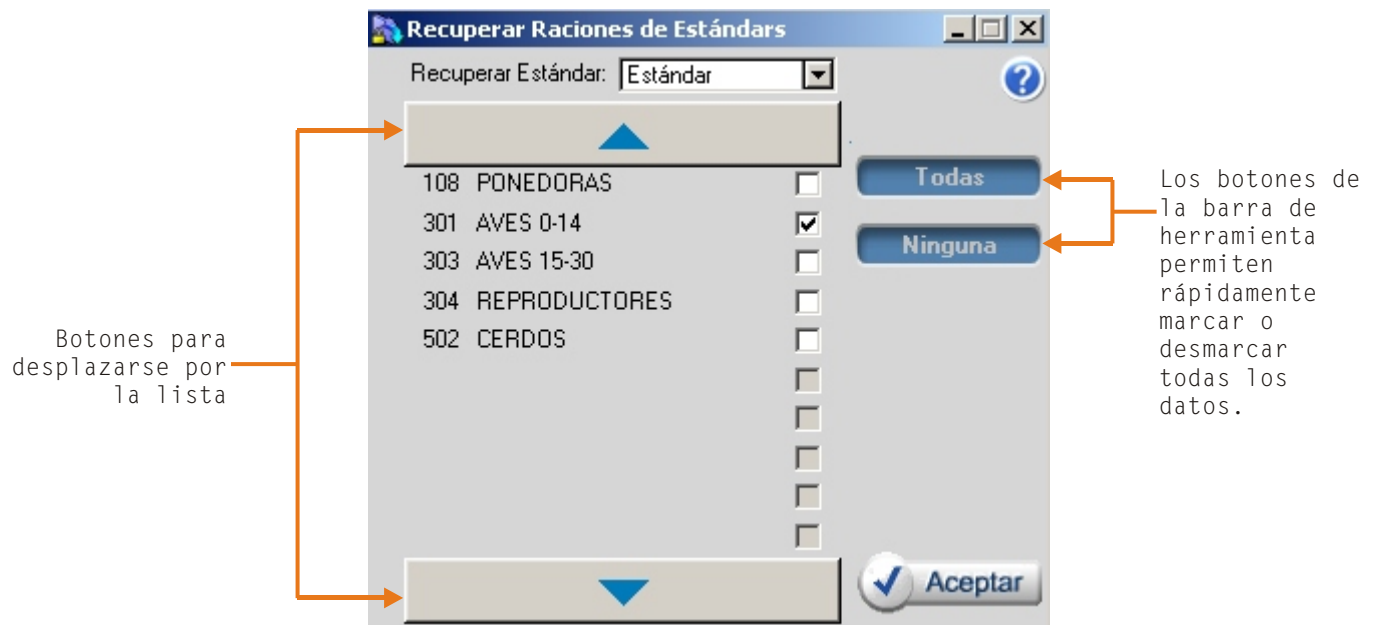 Recuperar Raciones de Estándars
Recuperar Estándar: Estándar
108 PONEDORAS
301 AVES 0-14
303 AVES 15-30
304 REPRODUCTORES
502 CERDOS
Todas
Ninguna
Aceptar
Botones para
desplazarse por
la lista
Los botones de
la barra de
herramienta
permiten
rápidamente
marcar o
desmarcar
todas los
datos.